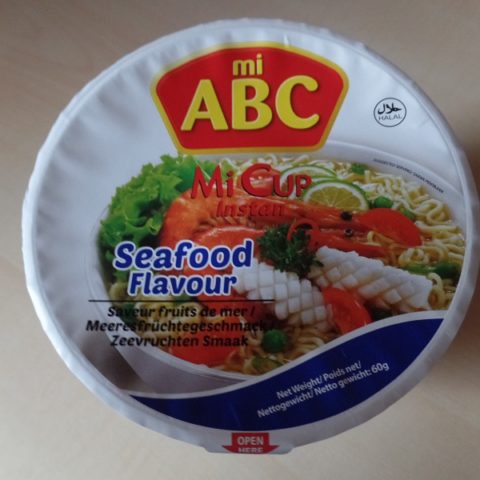 mi
ABC
حلال
HALAL
Mi Cup
Instan
Seafood
Flavour
Saveur fruits de mer /
Meeresfrüchtegeschmack /
Zeevruchten Smaak
Net Weight/ Poids net/
Nettogewicht/ Netto gewicht: 60g
OPEN
HERE